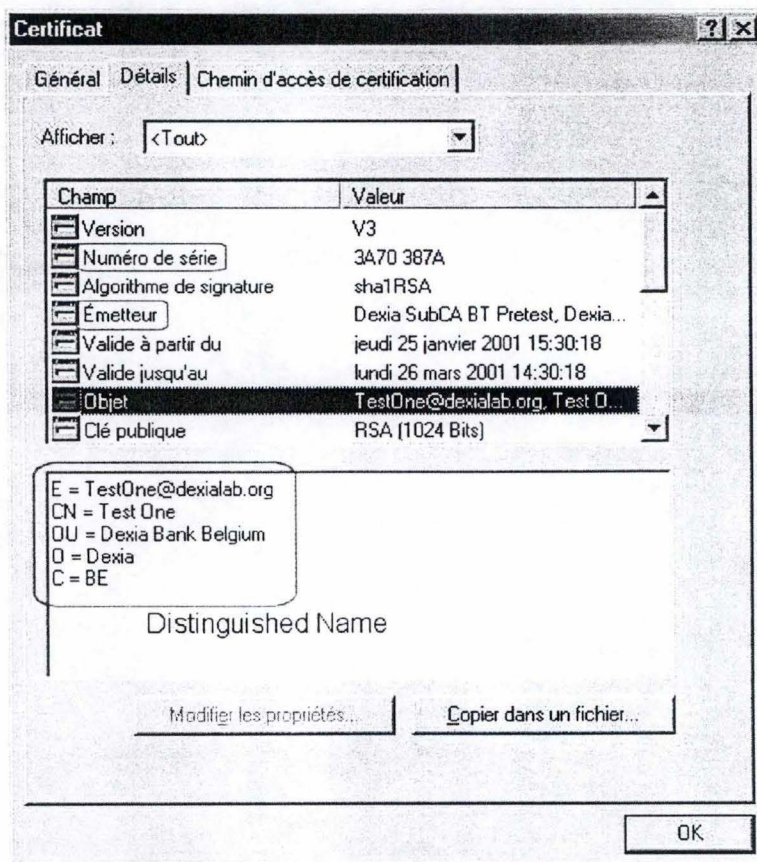 Certificat
Général Détails Chemin d'accès de certification
Afficher : <Tout>
Champ Valeur
Version V3
Numéro de série 3A70 387A
Algorithme de signature sha1RSA
Émetteur Dexia SubCA BT Pretest, Dexia...
Valide à partir du jeudi 25 janvier 2001 15:30:18
Valide jusqu'au lundi 26 mars 2001 14:30:18
Objet TestOne@dexialab.org, Test O...
Clé publique RSA (1024 Bits)
E = TestOne@dexialab.org
CN = Test One
OU = Dexia Bank Belgium
O = Dexia
C = BE
Distinguished Name
Modifier les propriétés... Copier dans un fichier...
OK